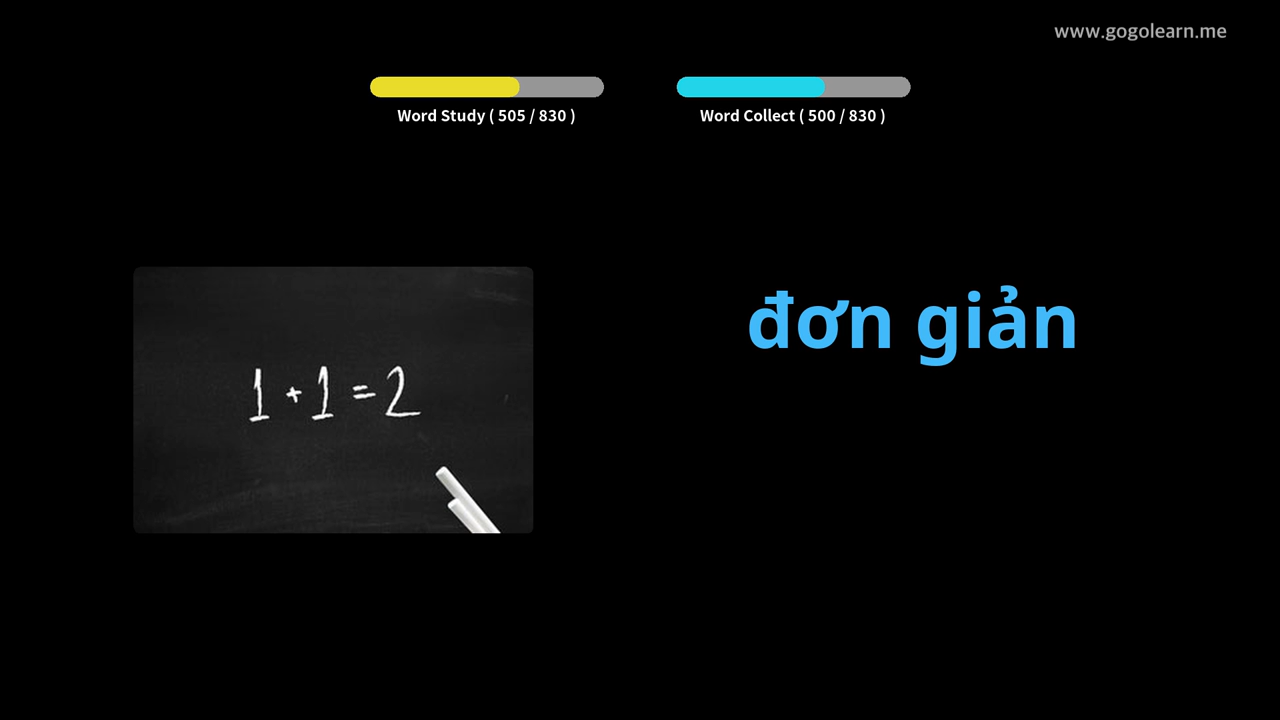 www.gogolearn.me
Word Study ( 505 / 830 )
Word Collect ( 500 / 830 )
đơn giản
1 + 1 = 2